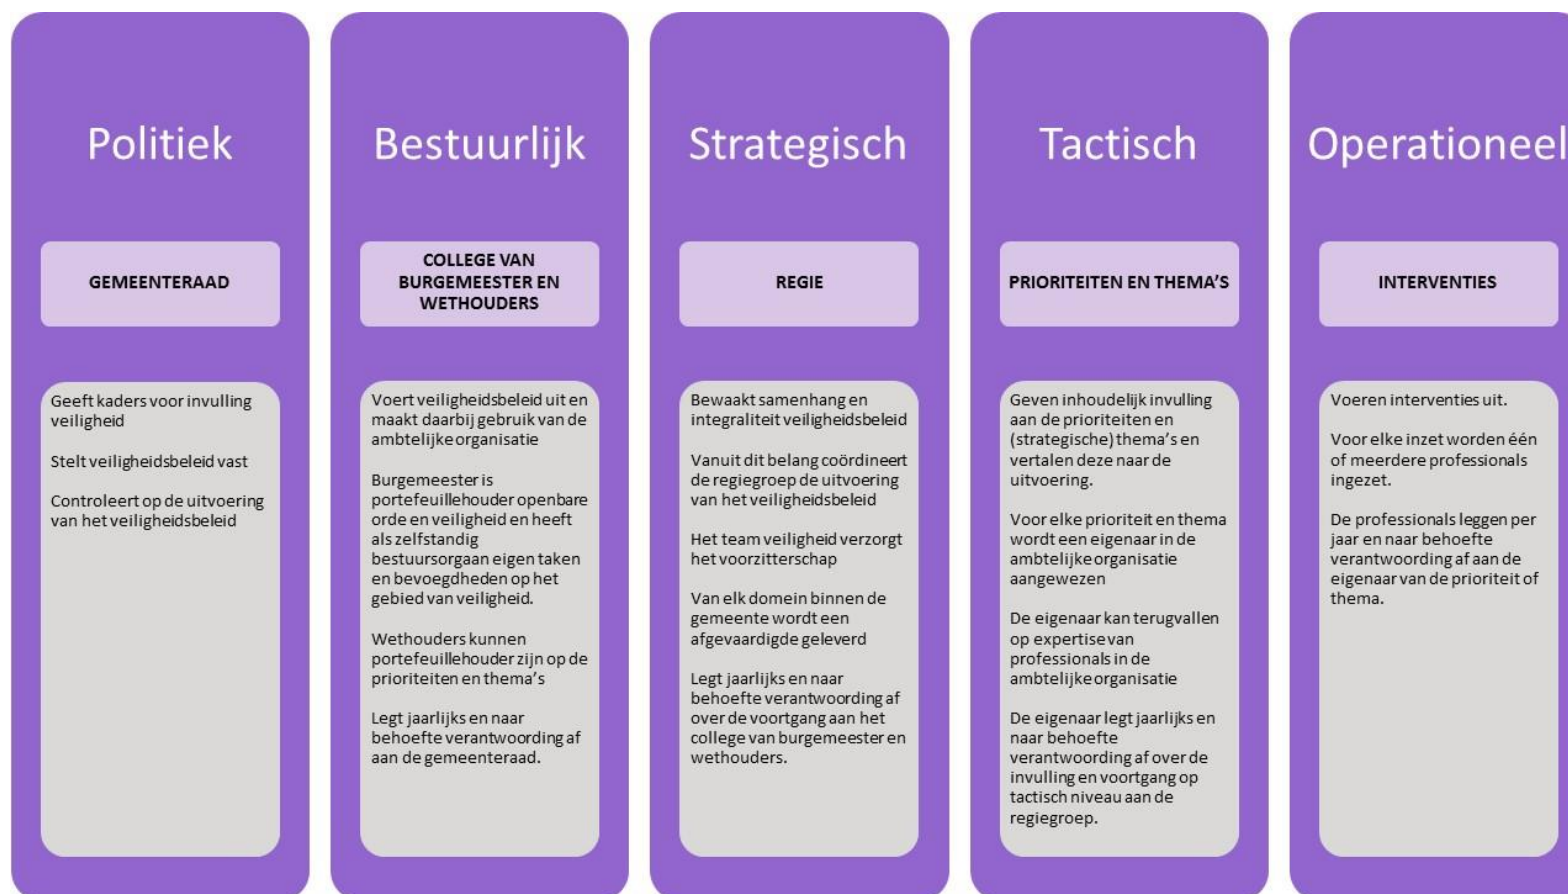 Politiek
GEMEENTERAAD
Geeft kaders voor invulling
veiligheid
Stelt veiligheidsbeleid vast
Controleert op de uitvoering
van het veiligheidsbeleid
Bestuurlijk
COLLEGE VAN
BURGEMEESTER EN
WETHOUDERS
Voert veiligheidsbeleid uit en
maakt daarbij gebruik van de
ambtelijke organisatie
Burgemeester is
portefeuillehouder openbare
orde en veiligheid en heeft
als zelfstandig
bestuursorgaan eigen taken
en bevoegdheden op het
gebied van veiligheid.
Wethouders kunnen
portefeuillehouder zijn op de
prioriteiten en thema's
Legt jaarlijks en naar
behoefte verantwoording af
aan de gemeenteraad.
Strategisch
REGIE
Bewaakt samenhang en
integraliteit veiligheidsbeleid
Vanuit dit belang coördineert
de regiegroep de uitvoering
van het veiligheidsbeleid
Het team veiligheid verzorgt
het voorzitterschap
Van elk domein binnen de
gemeente wordt een
afgevaardigde geleverd
Legt jaarlijks en naar
behoefte verantwoording af
over de voortgang aan het
college van burgemeester en
wethouders.
Tactisch
PRIORITEITEN EN THEMA'S
Geven inhoudelijk invulling
aan de prioriteiten en
(strategische) thema's en
vertalen deze naar de
uitvoering.
Voor elke prioriteit en thema
wordt een eigenaar in de
ambtelijke organisatie
aangewezen
De eigenaar kan terugvallen
op expertise van
professionals in de
ambtelijke organisatie
De eigenaar legt jaarlijks en
naar behoefte
verantwoording af over de
invulling en voortgang op
tactisch niveau aan de
regiegroep.
Operationeel
INTERVENTIES
Voeren interventies uit.
Voor elke inzet worden één
of meerdere professionals
ingezet.
De professionals leggen per
jaar en naar behoefte
verantwoording af aan de
eigenaar van de prioriteit of
thema.